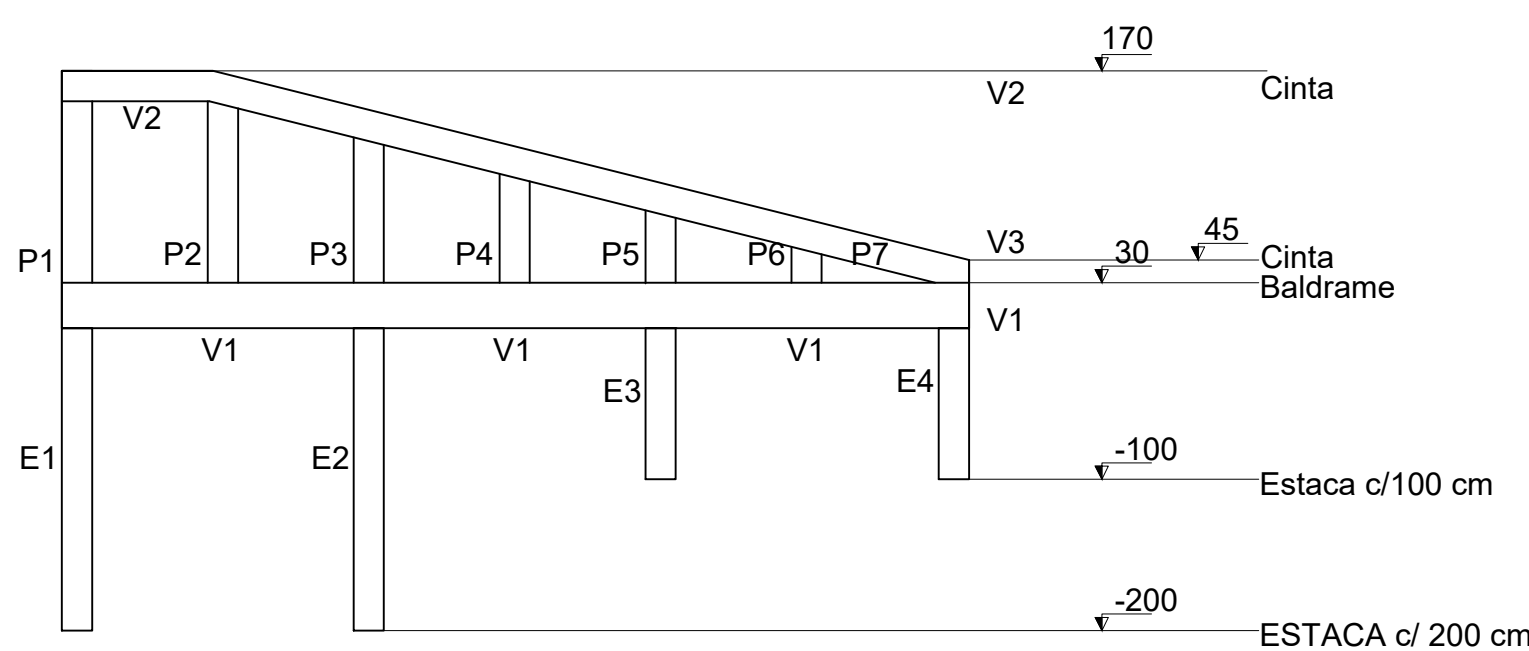 170
Cinta
V2
V2
45
V3
30
Cinta
P1
P2
P3
P4
P5
P6
P7
Baldrame
V1
V1
V1
V1
E3
E4
E1
E2
-100
Estaca c/100 cm
-200
ESTACA c/ 200 cm